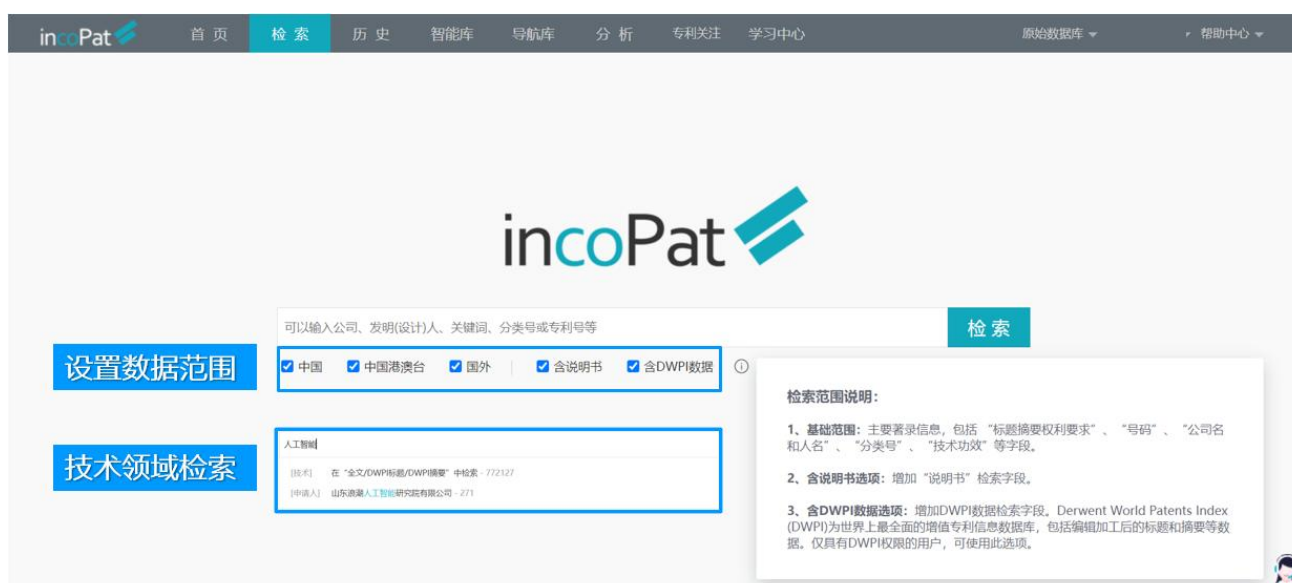 incoPat 首页 检索 历史 智能库 导航库 分析 专利关注 学习中心 原始数据库 帮助中心
incoPat
可以输入公司、发明(设计)人、关键词、分类号或专利号等 检索
设置数据范围 中国 中国港澳台 国外 含说明书 含DWPI数据
检索范围说明：
1、基础范围：主要著录信息，包括 “标题摘要权利要求” 、 “号码” 、 “公司名
和人名” 、 “分类号” 、 “技术功效” 等字段。
人工智能
技术领域检索
[技术] 在 “全文/DWPI标题/DWPI摘要” 中检索 - 772127
[申请人] 山东浪潮人工智能研究院有限公司 - 271
2、含说明书选项：增加 “说明书” 检索字段。
3、含DWPI数据选项：增加DWPI数据检索字段。Derwent World Patents Index
(DWPI)为世界上最全面的增值专利信息数据库，包括编辑加工后的标题和摘要等数
据。仅具有DWPI权限的用户，可使用此选项。